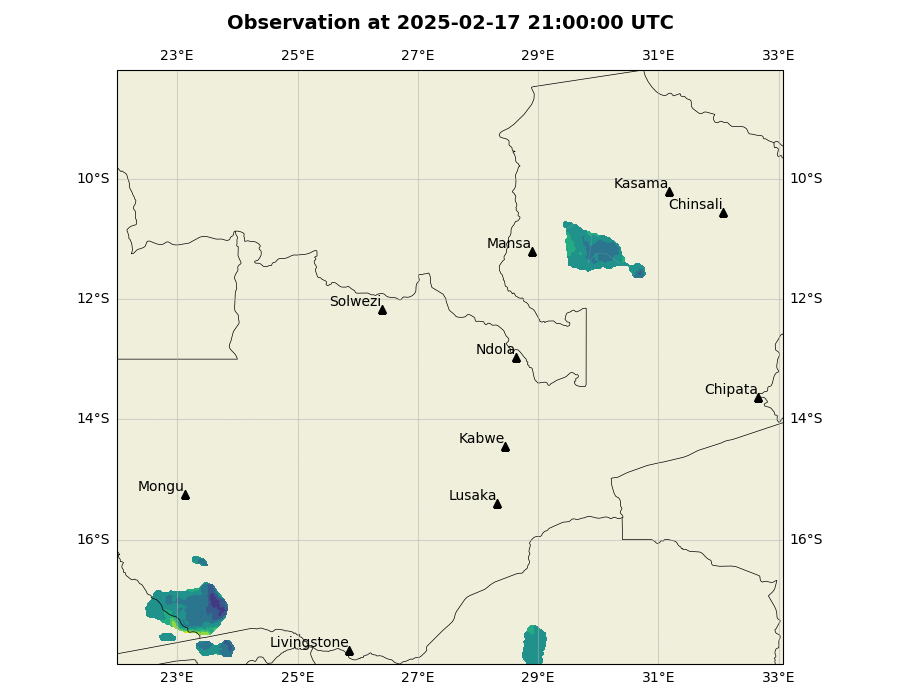 Observation at 2025-02-17 21:00:00 UTC
23°E 25°E 27°E 29°E 31°E 33°E
10°S 10°S
Kasama
Chinsali
Mansa
12°S 12°S
Solwezi
Ndola
Chipata
14°S 14°S
Kabwe
Mongu
Lusaka
16°S 16°S
Livingstone
23°E 25°E 27°E 29°E 31°E 33°E